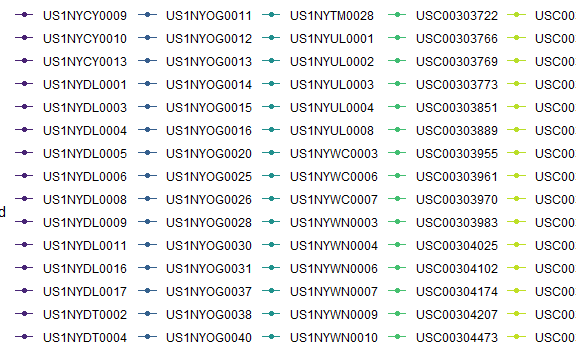 US1NYCY0009 US1NYOG0011 US1NYTM0028 USC00303722 USC00
US1NYCY0010 US1NYOG0012 US1NYUL0001 USC00303766 USC00
US1NYCY0013 US1NYOG0013 US1NYUL0002 USC00303769 USC00
US1NYDL0001 US1NYOG0014 US1NYUL0003 USC00303773 USC00
US1NYDL0003 US1NYOG0015 US1NYUL0004 USC00303851 USC00
US1NYDL0004 US1NYOG0016 US1NYUL0008 USC00303889 USC00
US1NYDL0005 US1NYOG0020 US1NYWC0003 USC00303955 USC00
US1NYDL0006 US1NYOG0025 US1NYWC0006 USC00303961 USC00
d US1NYDL0008 US1NYOG0026 US1NYWC0007 USC00303970 USC00
US1NYDL0009 US1NYOG0028 US1NYWN0003 USC00303983 USC00
US1NYDL0011 US1NYOG0030 US1NYWN0004 USC00304025 USC00
US1NYDL0016 US1NYOG0031 US1NYWN0006 USC00304102 USC00
US1NYDL0017 US1NYOG0037 US1NYWN0007 USC00304174 USC00
US1NYDT0002 US1NYOG0038 US1NYWN0009 USC00304207 USC00
US1NYDT0004 US1NYOG0040 US1NYWN0010 USC00304473 USC00